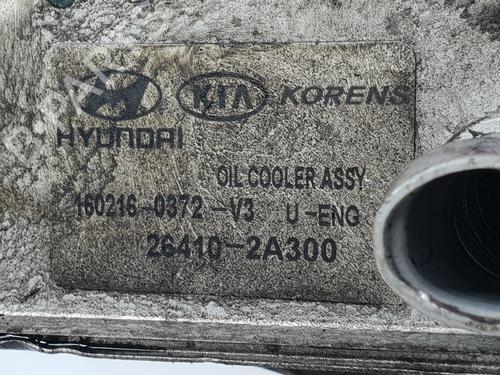 KIA KORENS
HYUNDAI
OIL COOLER ASSY
160216-0372-V3 U-ENG
26410-2A300